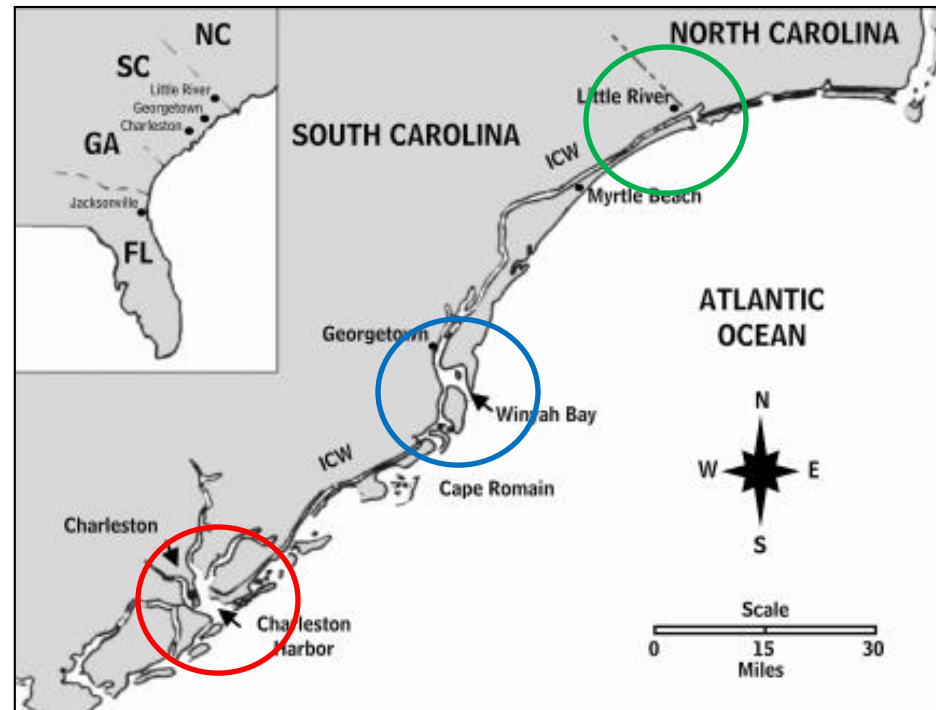 NC
SC
Little River
Georgetown
Charleston
GA
Jacksonville
FL
NORTH CAROLINA
Little River
SOUTH CAROLINA
ICW
Myrtle Beach
ATLANTIC
OCEAN
Georgetown
Winyah Bay
ICW
Cape Romain
Charleston
Charleston
Harbor
N
W
E
S
Scale
0 15 30
Miles